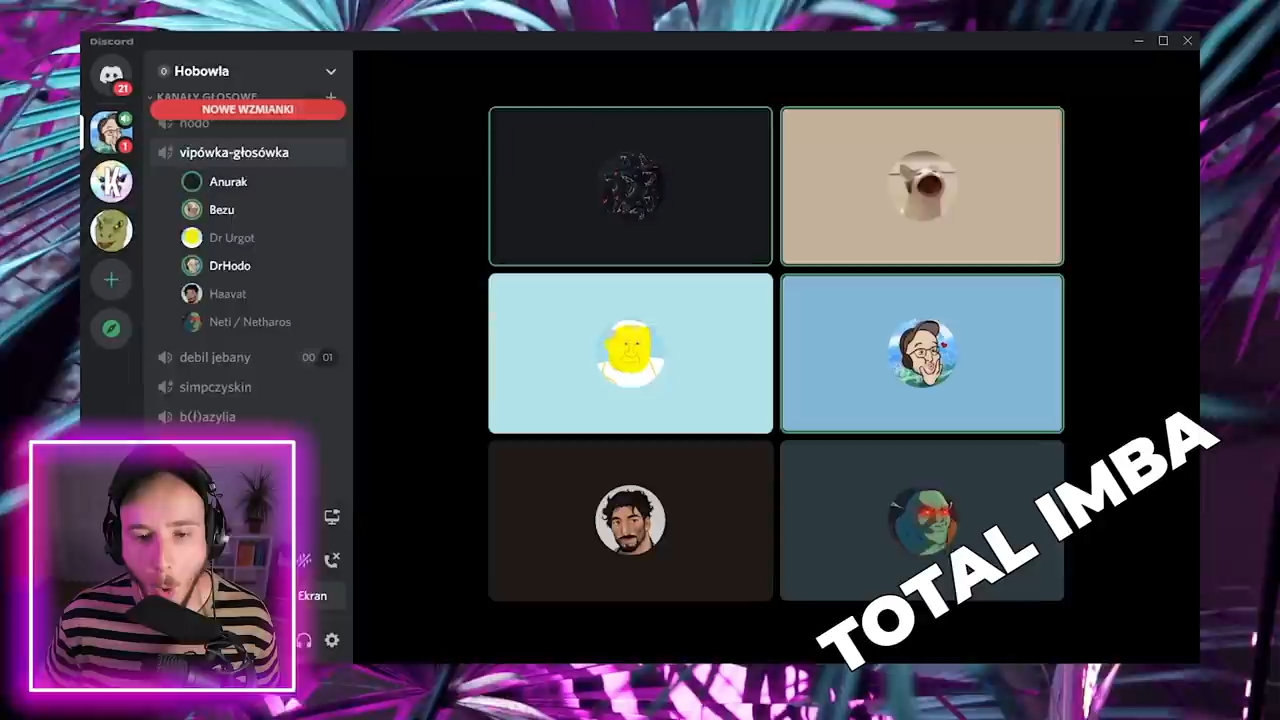 Discord
21
Hobowla
KANAŁY GŁOSOWE
NOWE WZMIANKI
hodo
vipówka-głosówka
1
K
Anurak
Bezu
Dr Urgot
DrHodo
Haavat
Neti / Netharos
debil jebany 00 01
simpczyskin
b(ł)azylia
Ekran
TOTAL IMBA